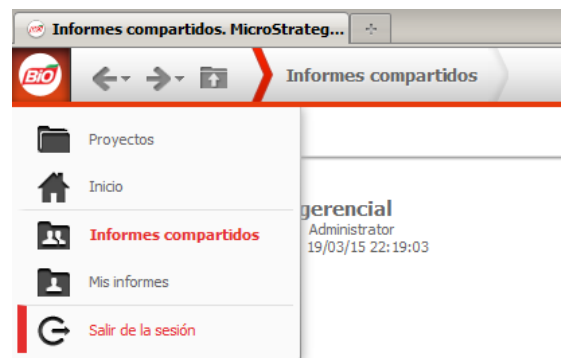 Informes compartidos. MicroStrateg...
BiO
Informes compartidos
Proyectos
Inicio
Informes compartidos
Mis informes
Salir de la sesión
gerencial
Administrator
19/03/15 22:19:03